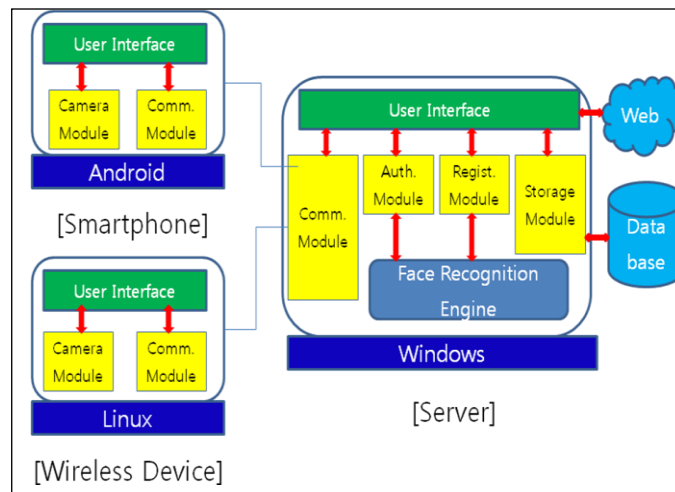 User Interface
Camera
Module
Comm.
Module
Android
[Smartphone]
User Interface
Camera
Module
Comm.
Module
Linux
[Wireless Device]
User Interface
Comm.
Module
Auth.
Module
Regist.
Module
Storage
Module
Face Recognition
Engine
Windows
[Server]
Web
Data
base